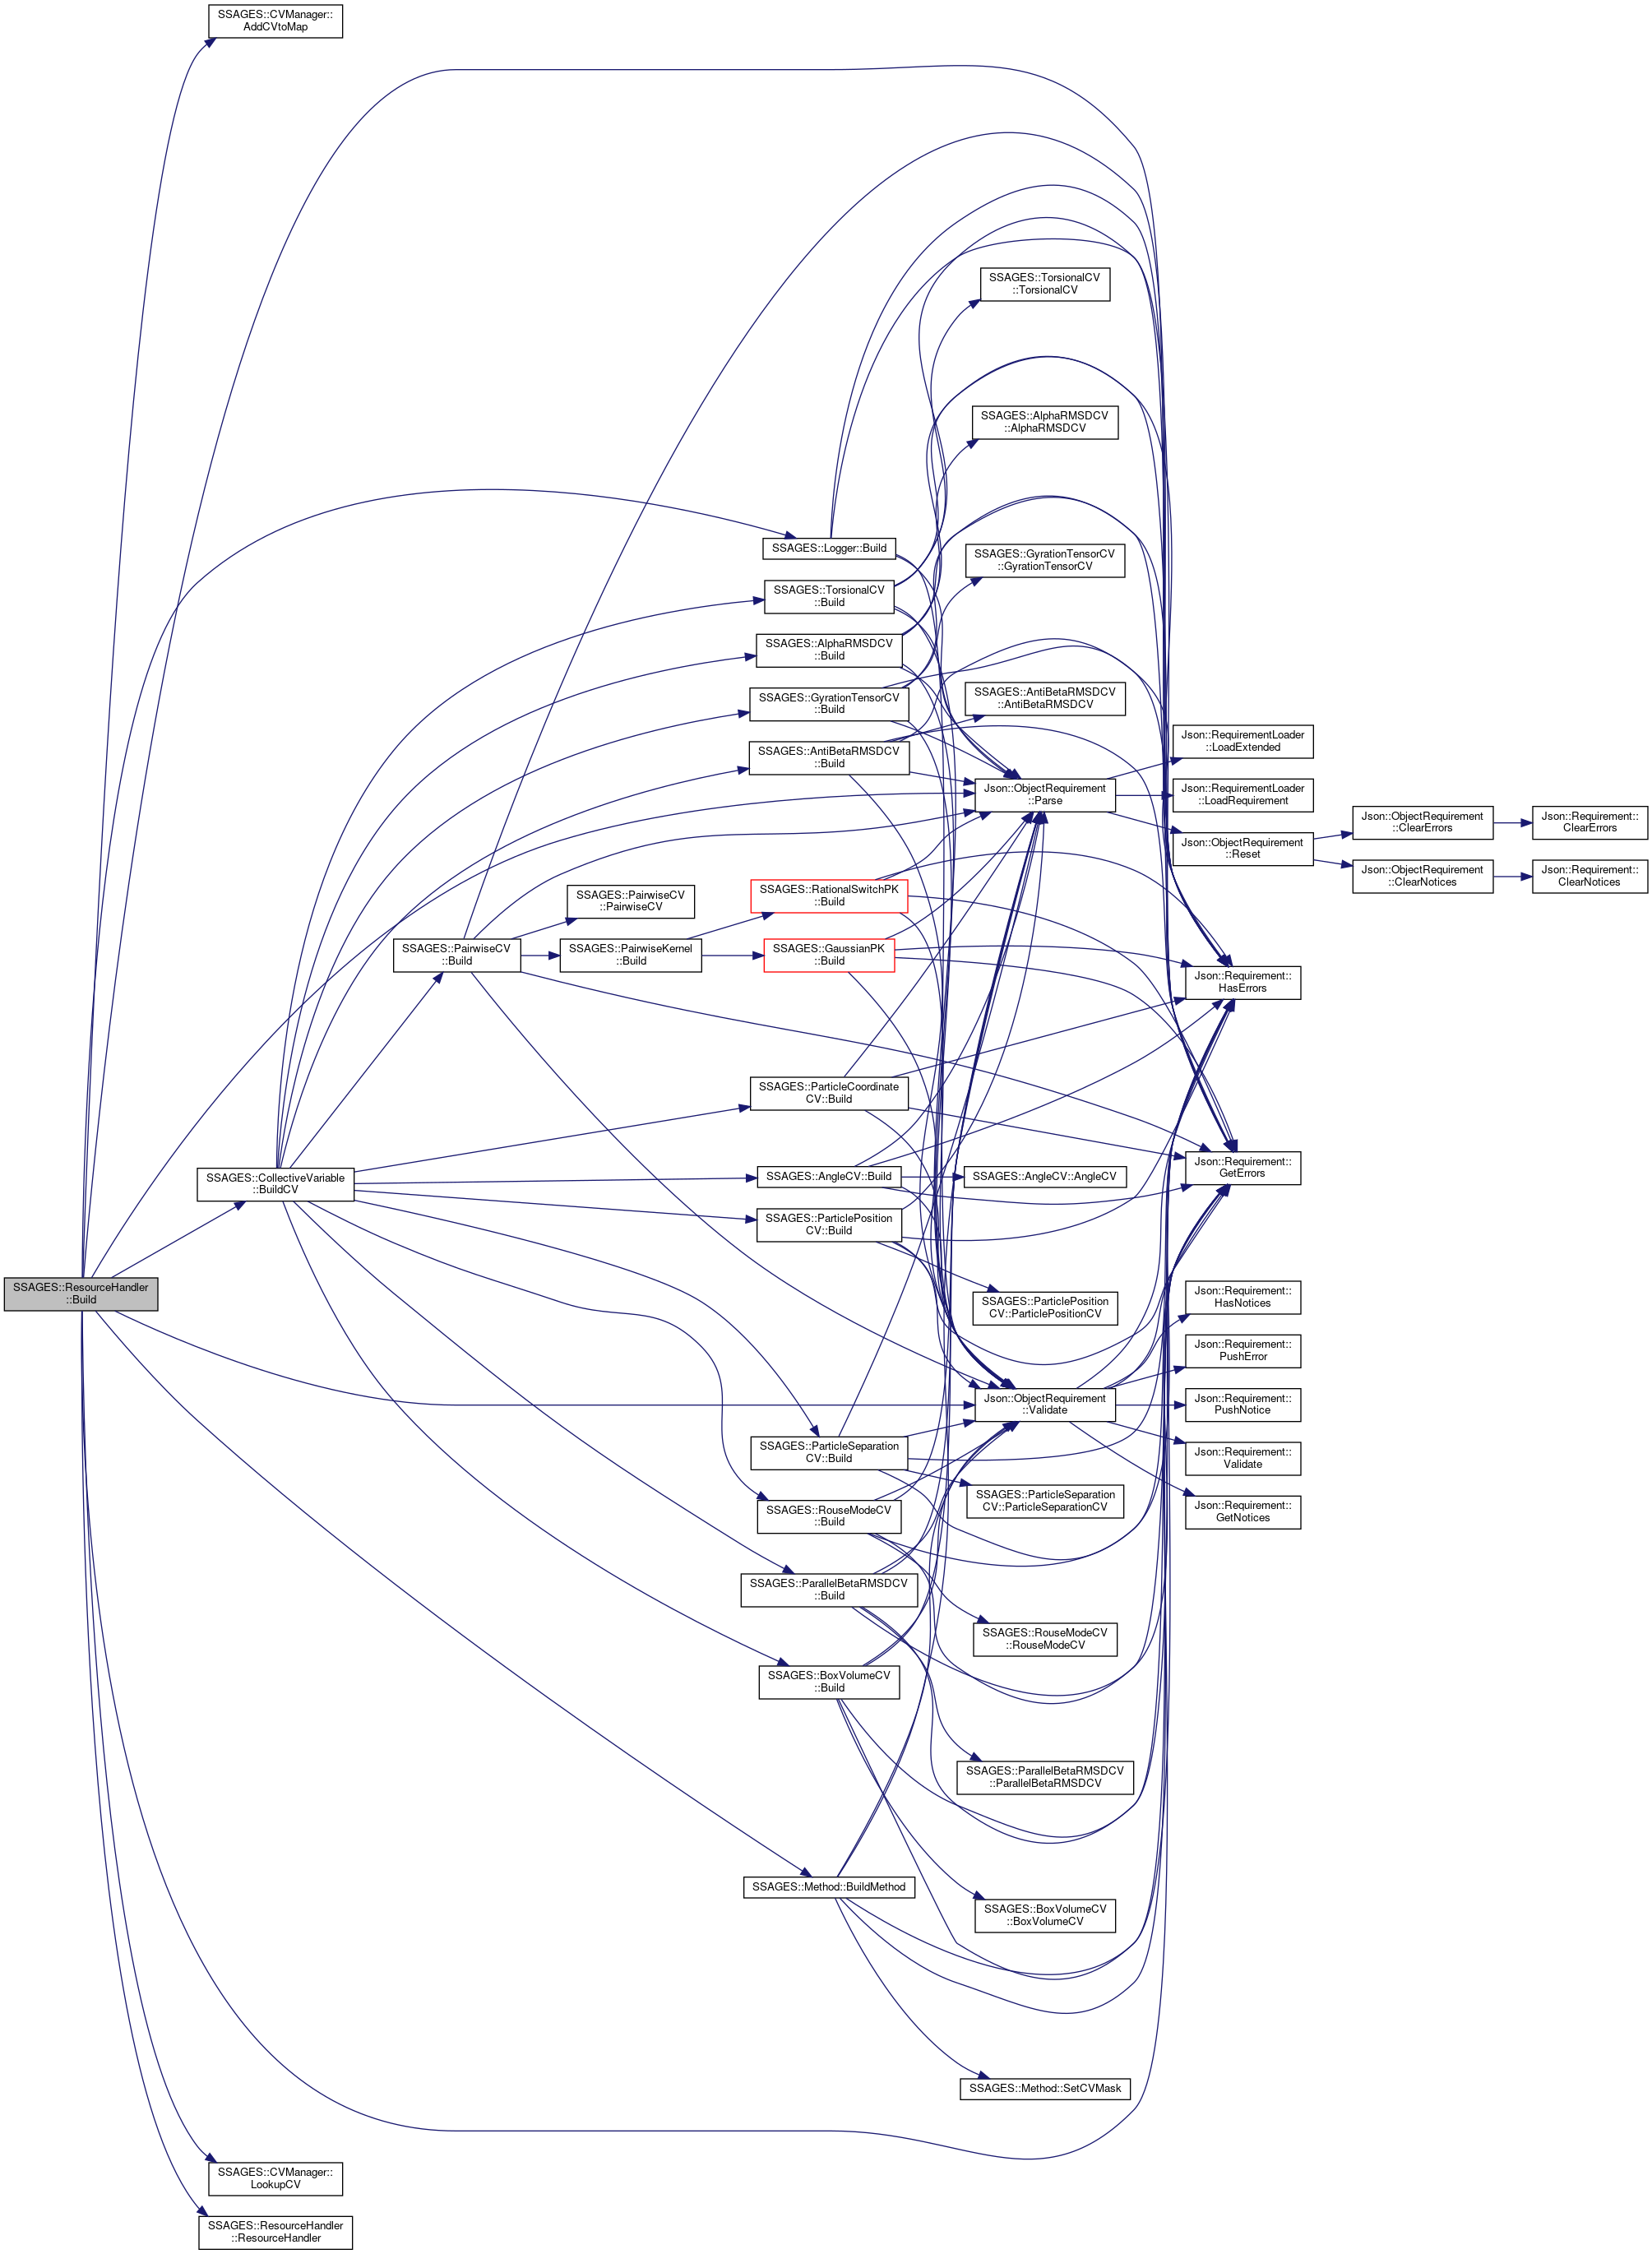 SSAGES::CVManager::
AddCVtoMap
SSAGES::TorsionalCV
::TorsionalCV
SSAGES::AlphaRMSDCV
::AlphaRMSDCV
SSAGES::Logger::Build
SSAGES::GyrationTensorCV
::GyrationTensorCV
SSAGES::TorsionalCV
::Build
SSAGES::AlphaRMSDCV
::Build
SSAGES::GyrationTensorCV
::Build
SSAGES::AntiBetaRMSDCV
::AntiBetaRMSDCV
SSAGES::AntiBetaRMSDCV
::Build
Json::RequirementLoader
::LoadExtended
Json::ObjectRequirement
::Parse
Json::RequirementLoader
::LoadRequirement
Json::ObjectRequirement
::Reset
Json::ObjectRequirement
::ClearErrors
Json::Requirement::
ClearErrors
Json::ObjectRequirement
::ClearNotices
Json::Requirement::
ClearNotices
SSAGES::PairwiseCV
::PairwiseCV
SSAGES::RationalSwitchPK
::Build
SSAGES::PairwiseCV
::Build
SSAGES::PairwiseKernel
::Build
SSAGES::GaussianPK
::Build
Json::Requirement::
HasErrors
SSAGES::ParticleCoordinate
CV::Build
SSAGES::CollectiveVariable
::BuildCV
SSAGES::AngleCV::Build
SSAGES::AngleCV::AngleCV
Json::Requirement::
GetErrors
SSAGES::ParticlePosition
CV::Build
SSAGES::ResourceHandler
::Build
SSAGES::ParticlePosition
CV::ParticlePositionCV
Json::Requirement::
HasNotices
Json::Requirement::
PushError
Json::ObjectRequirement
::Validate
Json::Requirement::
PushNotice
SSAGES::ParticleSeparation
CV::Build
Json::Requirement::
Validate
SSAGES::ParticleSeparation
CV::ParticleSeparationCV
Json::Requirement::
GetNotices
SSAGES::RouseModeCV
::Build
SSAGES::ParallelBetaRMSDCV
::Build
SSAGES::RouseModeCV
::RouseModeCV
SSAGES::BoxVolumeCV
::Build
SSAGES::ParallelBetaRMSDCV
::ParallelBetaRMSDCV
SSAGES::Method::BuildMethod
SSAGES::BoxVolumeCV
::BoxVolumeCV
SSAGES::Method::SetCVMask
SSAGES::CVManager::
LookupCV
SSAGES::ResourceHandler
::ResourceHandler